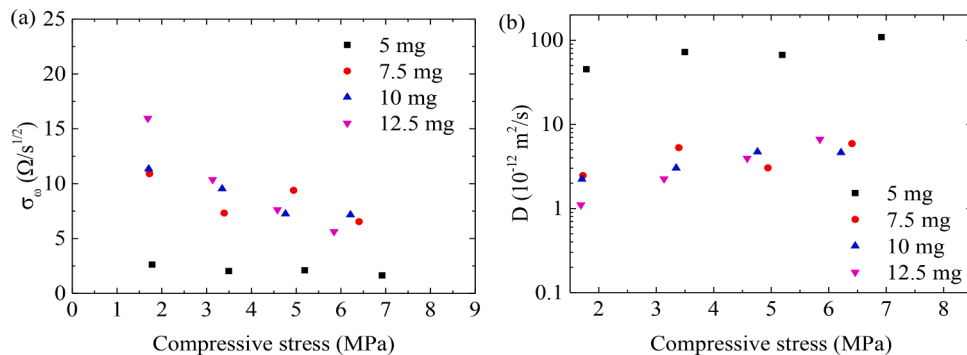 (a)
25
20
15
10
5
0
0 1 2 3 4 5 6 7 8 9
σω (Ω/s1/2)
Compressive stress (MPa)
5 mg
7.5 mg
10 mg
12.5 mg
(b)
100
10
1
0.1
2 3 4 5 6 7 8
D (10-12 m2/s)
Compressive stress (MPa)
5 mg
7.5 mg
10 mg
12.5 mg